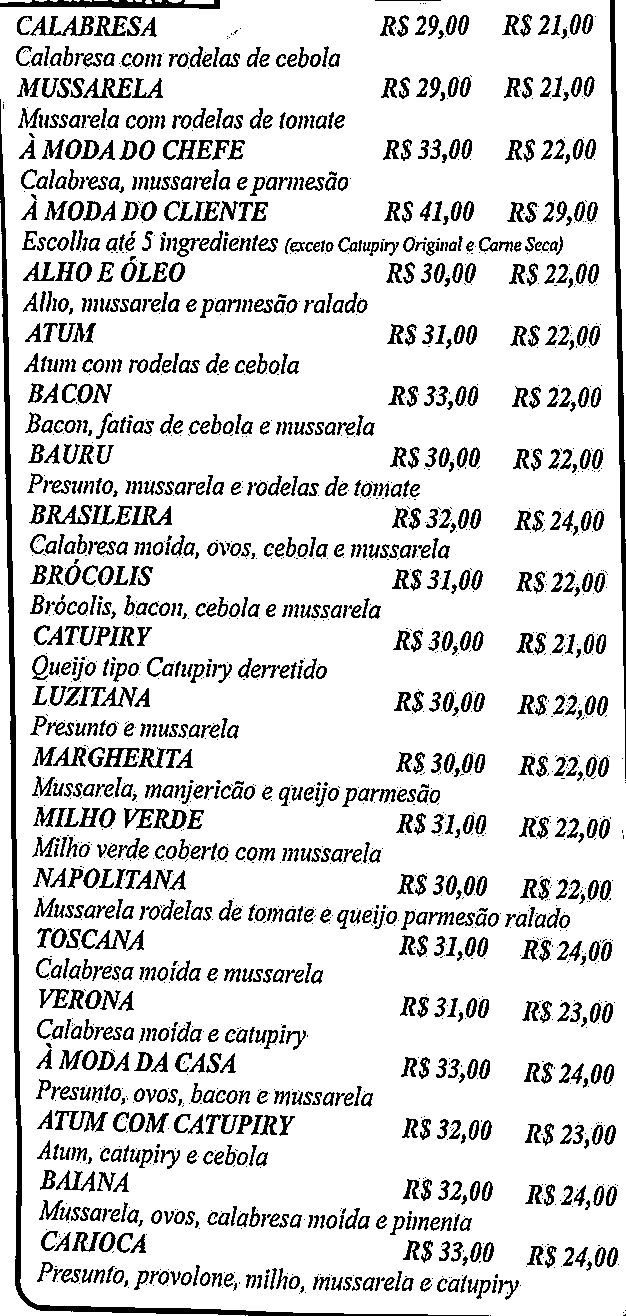 CALABRESA R$ 29,00 R$ 21,00
Calabresa com rodelas de cebola
MUSSARELA R$ 29,00 R$ 21,00
Mussarela com rodelas de tomate
À MODA DO CHEFE R$ 33,00 R$ 22,00
Calabresa, mussarela e parmesão
À MODA DO CLIENTE R$ 41,00 R$ 29,00
Escolha até 5 ingredientes (exceto Catupiry Original e Carne Seca)
ALHO E ÓLEO R$ 30,00 R$ 22,00
Alho, mussarela e parmesão ralado
ATUM R$ 31,00 R$ 22,00
Atum com rodelas de cebola
BACON R$ 33,00 R$ 22,00
Bacon, fatias de cebola e mussarela
BAURU R$ 30,00 R$ 22,00
Presunto, mussarela e rodelas de tomate
BRASILEIRA R$ 32,00 R$ 24,00
Calabresa moída, ovos, cebola e mussarela
BRÓCOLIS R$ 31,00 R$ 22,00
Brócolis, bacon, cebola e mussarela
CATUPIRY R$ 30,00 R$ 21,00
Queijo tipo Catupiry derretido
LUZITANA R$ 30,00 R$ 22,00
Presunto e mussarela
MARGHERITA R$ 30,00 R$ 22,00
Mussarela, manjericão e queijo parmesão
MILHO VERDE R$ 31,00 R$ 22,00
Milho verde coberto com mussarela
NAPOLITANA R$ 30,00 R$ 22,00
Mussarela rodelas de tomate e queijo parmesão ralado
TOSCANA R$ 31,00 R$ 24,00
Calabresa moída e mussarela
VERONA R$ 31,00 R$ 23,00
Calabresa moída e catupiry
À MODA DA CASA R$ 33,00 R$ 24,00
Presunto, ovos, bacon e mussarela
ATUM COM CATUPIRY R$ 32,00 R$ 23,00
Atum, catupiry e cebola
BAIANA R$ 32,00 R$ 24,00
Mussarela, ovos, calabresa moída e pimenta
CARIOCA R$ 33,00 R$ 24,00
Presunto, provolone, milho, mussarela e catupiry